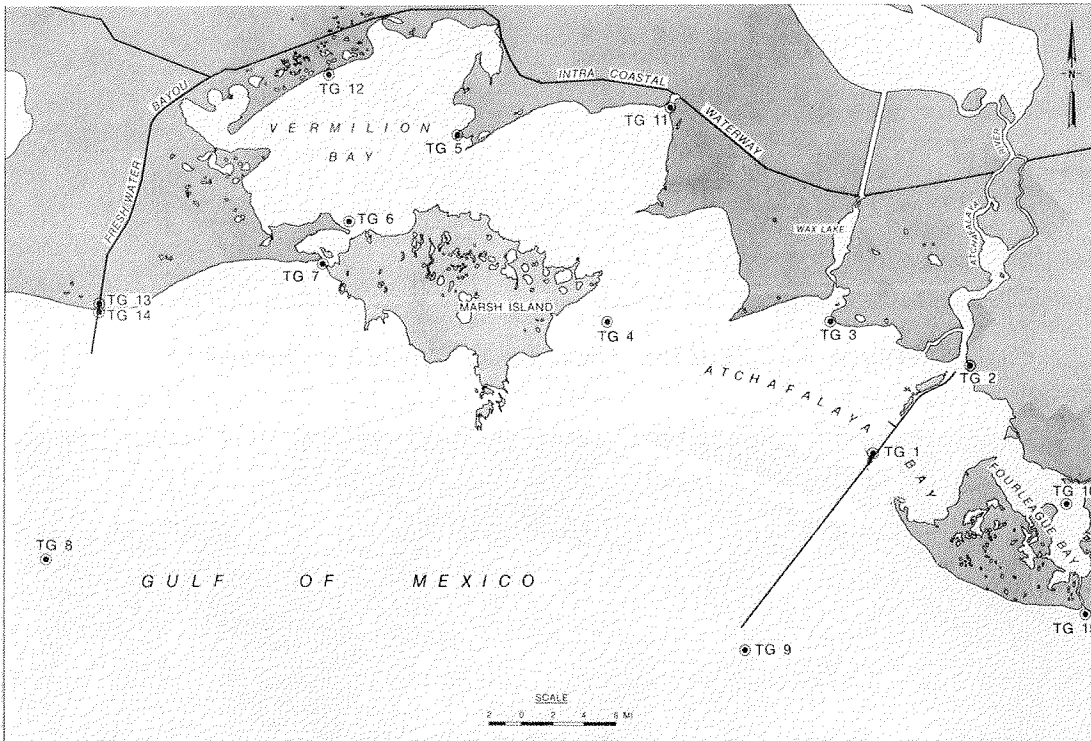 TG 12
INTRA COASTAL
BAYOU
TG 11
VERMILION
BAY
TG 5
WATERWAY
N
RIVER
FRESHWATER
TG 6
WAX LAKE
ATCHAFALAYA
TG 7
TG 13
TG 14
MARSH ISLAND
TG 4
TG 3
TG 2
ATCHAFALAYA BAY
TG 1
FOURLEAGUE BAY
TG 8
GULF OF MEXICO
TG 9
SCALE
2 0 2 4 6 MI